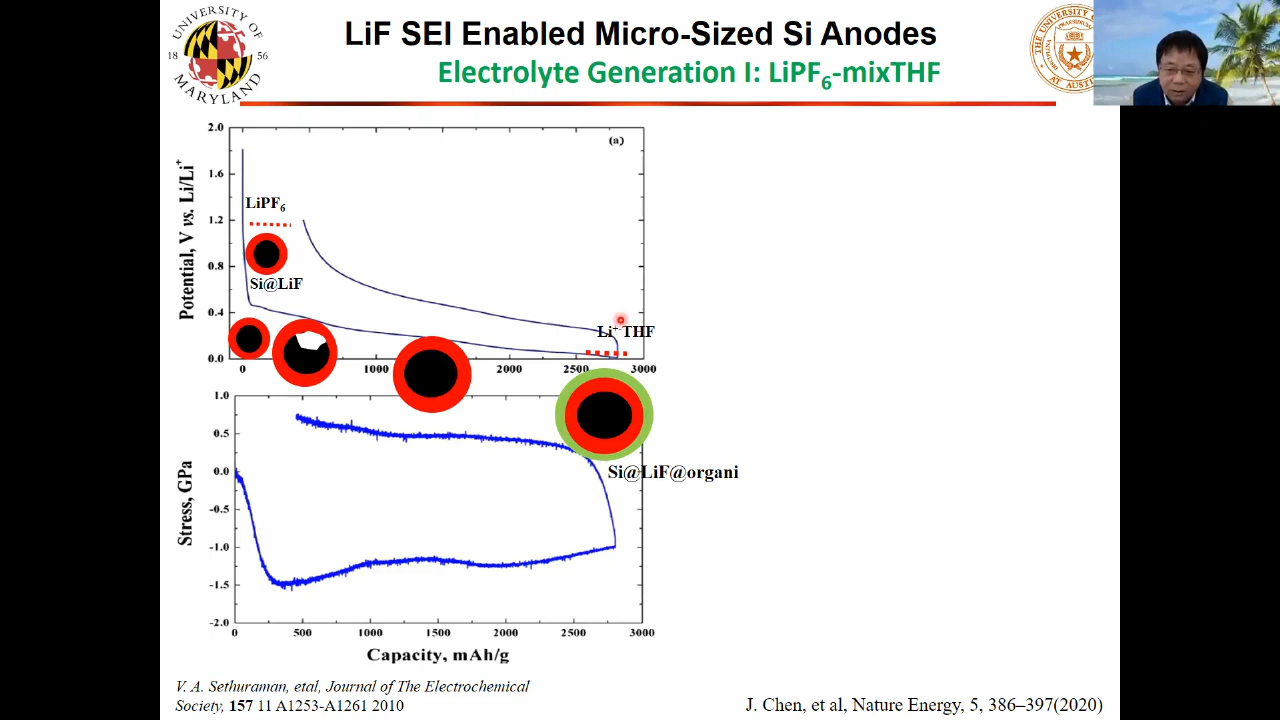 UNIVERSITY OF
18 56
MARYLAND
LiF SEI Enabled Micro-Sized Si Anodes
Electrolyte Generation I: LiPF6-mixTHF
THE UNIVERSITY OF
AT AUST
2.0
(a)
1.6
LiPF6
1.2
0.8
Si@LiF
0.4
Li+-THF
0.0
Potential, V vs. Li/Li+
0 1000 2000 2500 3000
1.0
0.5
Si@LiF@organi
0.0
-0.5
-1.0
-1.5
-2.0
Stress, GPa
0 500 1000 1500 2000 2500 3000
Capacity, mAh/g
V. A. Sethuraman, etal, Journal of The Electrochemical
Society, 157 11 A1253-A1261 2010
J. Chen, et al, Nature Energy, 5, 386–397(2020)